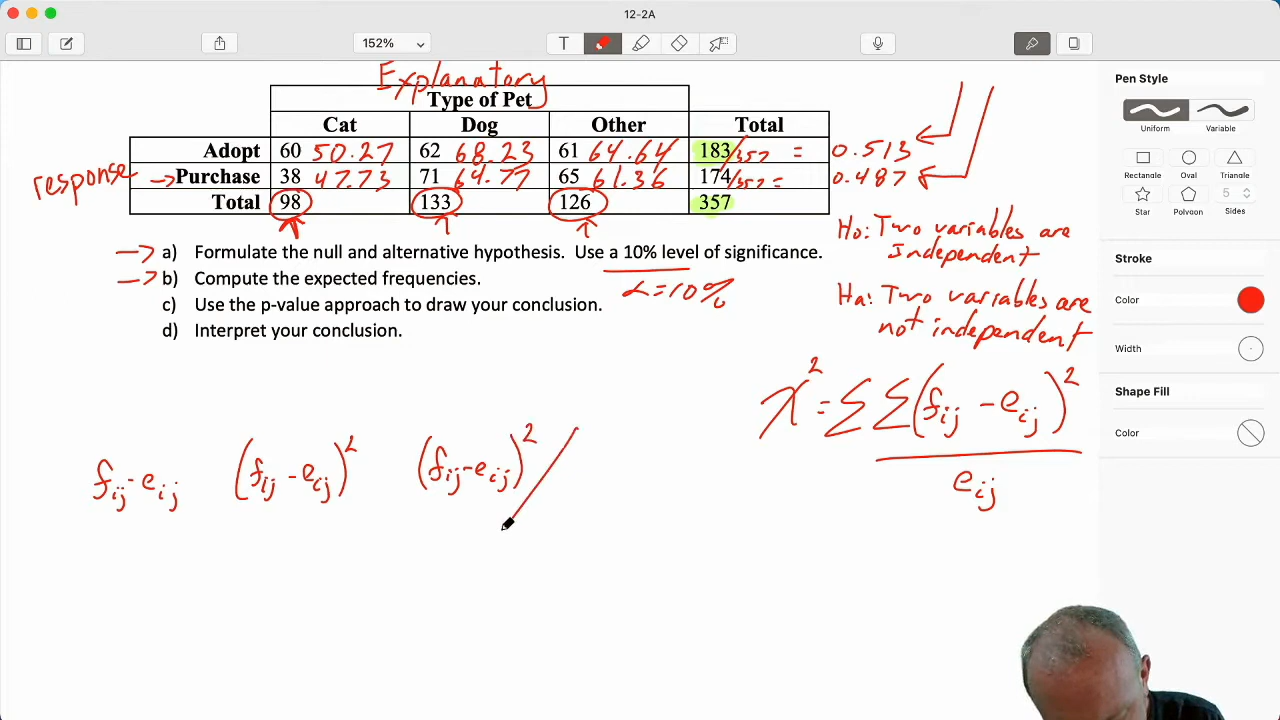 12-2A
152%
T
5
Pen Style
Uniform Variable
Rectangle Oval Triangle
Star Polygon Sides
Stroke
Color
Width
Shape Fill
Color
Explanatory
Type of Pet
Cat Dog Other Total
response
Adopt 60 50.27 62 68.23 61 64.64 183/357 = 0.513
Purchase 38 47.73 71 64.77 65 61.36 174/357 = 0.487
Total 98 133 126 357
a) Formulate the null and alternative hypothesis. Use a 10% level of significance.
b) Compute the expected frequencies.
α=10%
c) Use the p-value approach to draw your conclusion.
d) Interpret your conclusion.
Ho: Two variables are
Independent
Ha: Two variables are
not independent
χ² = ΣΣ(fij - eij)²
eij
fij - eij (fij - eij)² (fij - eij)²/